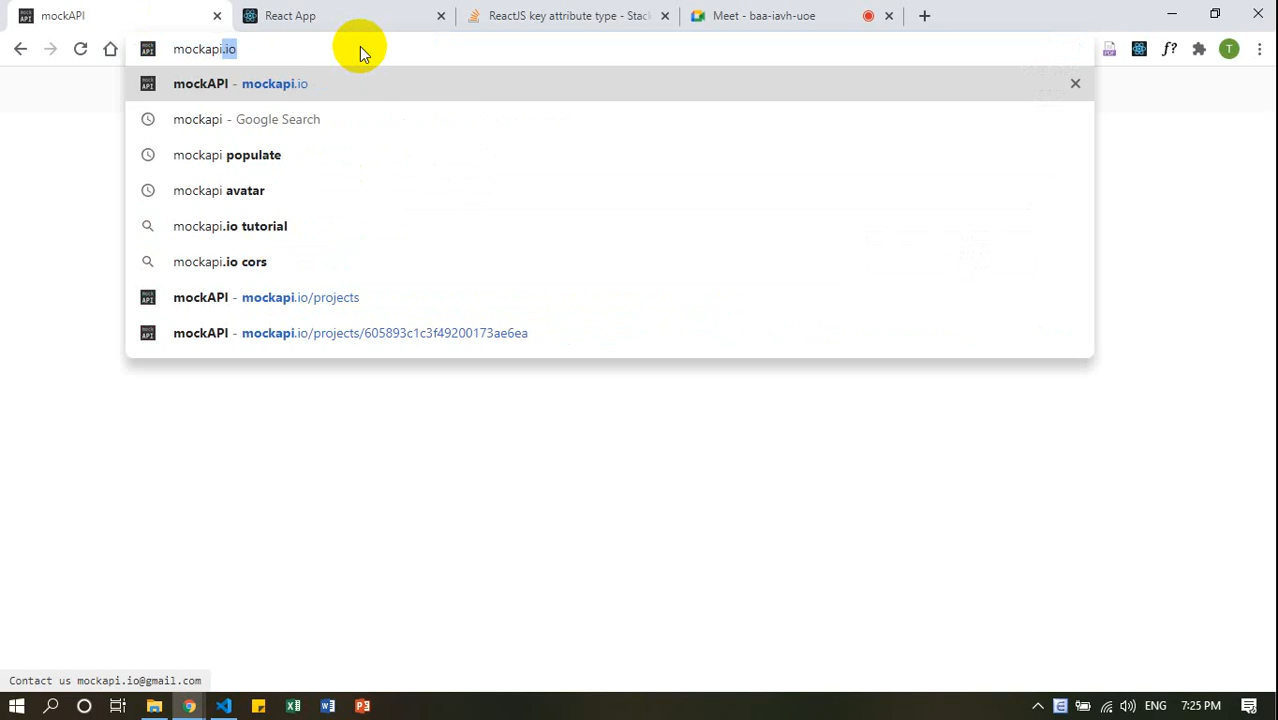 mockAPI
React App
ReactJS key attribute type - Stack
Meet - baa-iavh-uoe
mockapi.io
f?
T
mockAPI - mockapi.io
mockapi - Google Search
mockapi populate
mockapi avatar
mockapi.io tutorial
mockapi.io cors
mockAPI - mockapi.io/projects
mockAPI - mockapi.io/projects/605893c1c3f49200173ae6ea
Contact us mockapi.io@gmail.com
ENG
7:25 PM